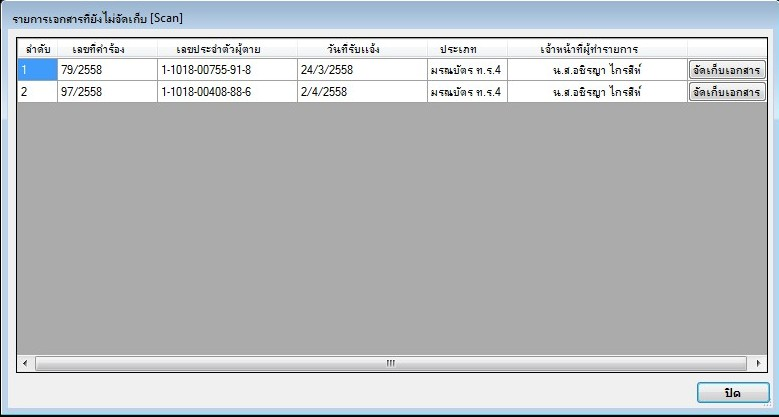 รายการเอกสารที่ยังไม่จัดเก็บ [Scan]
ลำดับ เลขที่คำร้อง เลขประจำตัวผู้ตาย วันที่รับแจ้ง ประเภท เจ้าหน้าที่ผู้ทำรายการ
1 79/2558 1-1018-00755-91-8 24/3/2558 มรณบัตร ท.ร.4 น.ส.อชิรญา ไกรสีห์ จัดเก็บเอกสาร
2 97/2558 1-1018-00408-88-6 2/4/2558 มรณบัตร ท.ร.4 น.ส.อชิรญา ไกรสีห์ จัดเก็บเอกสาร
ปิด